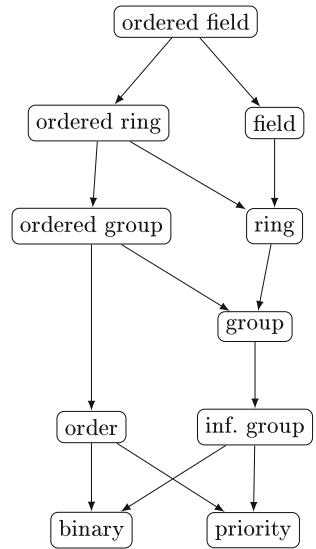 ordered field
ordered ring
field
ordered group
ring
group
order
inf. group
binary
priority